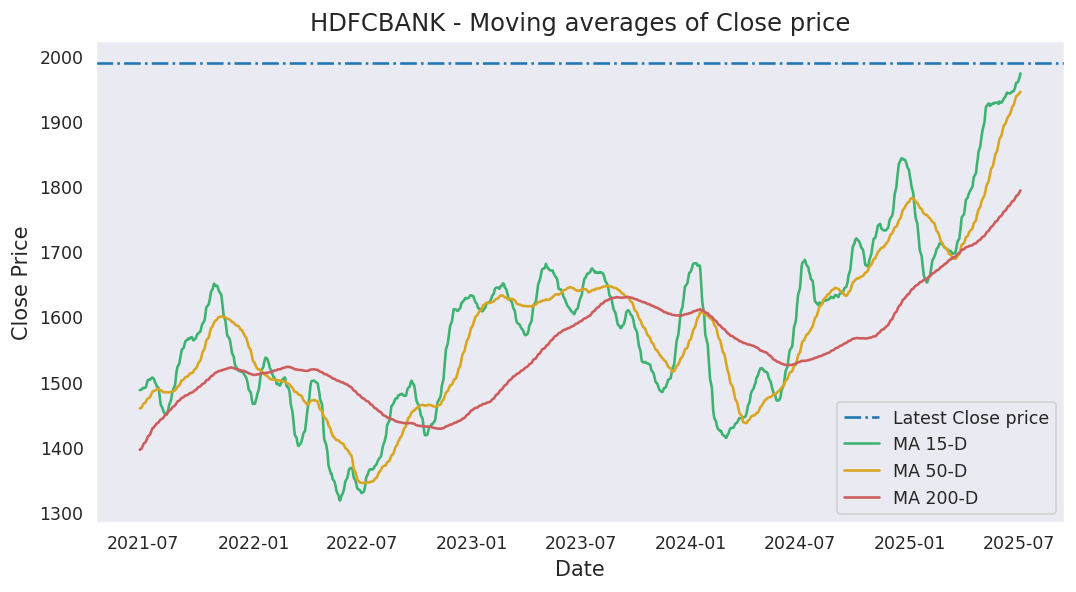 HDFCBANK - Moving averages of Close price
Close Price
2000
1900
1800
1700
1600
1500
1400
1300
2021-07 2022-01 2022-07 2023-01 2023-07 2024-01 2024-07 2025-01 2025-07
Date
Latest Close price
MA 15-D
MA 50-D
MA 200-D